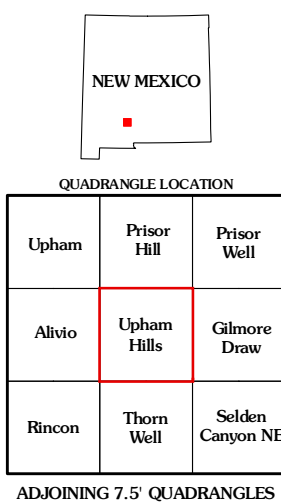 NEW MEXICO
QUADRANGLE LOCATION
Upham
Prisor
Hill
Prisor
Well
Alivio
Upham
Hills
Gilmore
Draw
Rincon
Thorn
Well
Selden
Canyon NE
ADJOINING 7.5' QUADRANGLES